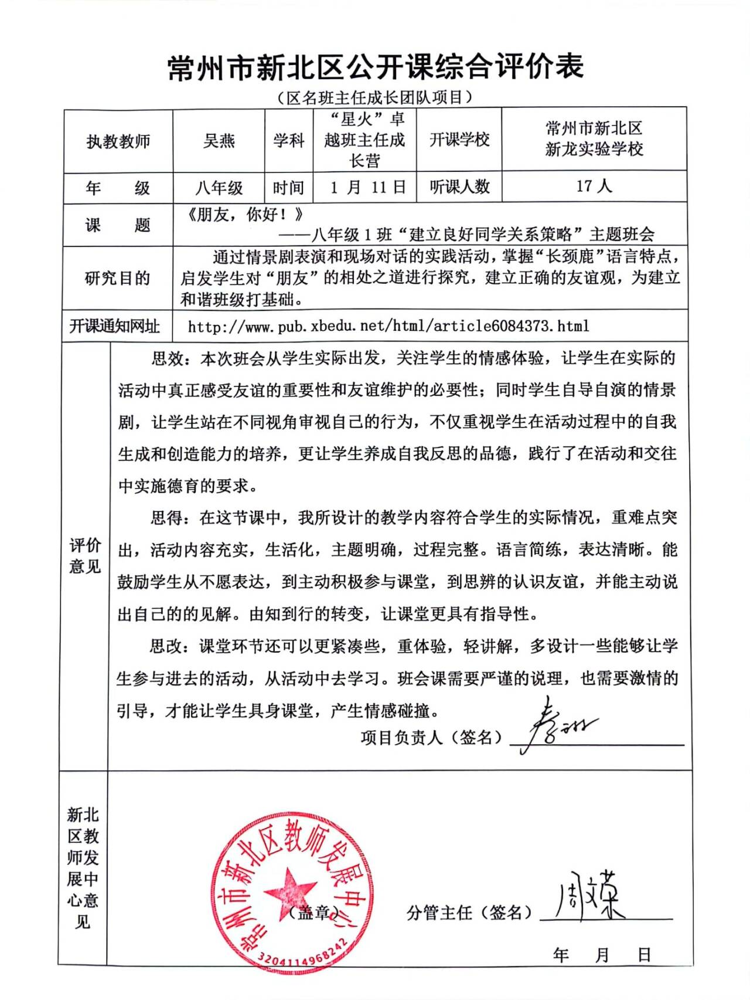 常州市新北区公开课综合评价表
（区名班主任成长团队项目）
执教教师
吴燕
学科
“星火”卓
越班主任成
长营
开课学校
常州市新北区
新龙实验学校
年 级
八年级
时间
1 月 11 日
听课人数
17 人
课 题
《朋友，你好！》
——八年级 1 班“建立良好同学关系策略”主题班会
研究目的
通过情景剧表演和现场对话的实践活动，掌握“长颈鹿”语言特点，
启发学生对“朋友”的相处之道进行探究，建立正确的友谊观，为建立
和谐班级打基础。
开课通知网址
http://www.pub.xbedu.net/html/article6084373.html
评价
意见
思效：本次班会从学生实际出发，关注学生的情感体验，让学生在实际的
活动中真正感受友谊的重要性和友谊维护的必要性；同时学生自导自演的情景
剧，让学生站在不同视角审视自己的行为，不仅重视学生在活动过程中的自我
生成和创造能力的培养，更让学生养成自我反思的品德，践行了在活动和交往
中实施德育的要求。
思得：在这节课中，我所设计的教学内容符合学生的实际情况，重难点突
出，活动内容充实，生活化，主题明确，过程完整。语言简练，表达清晰。能
鼓励学生从不愿表达，到主动积极参与课堂，到思辨的认识友谊，并能主动说
出自己的的见解。由知到行的转变，让课堂更具有指导性。
思改：课堂环节还可以更紧凑些，重体验，轻讲解，多设计一些能够让学
生参与进去的活动，从活动中去学习。班会课需要严谨的说理，也需要激情的
引导，才能让学生具身课堂，产生情感碰撞。
项目负责人（签名）
新北
区教
师发
展中
心意
见
常州市新北区教师发展中心
（盖章）
3204114968242
分管主任（签名）周文荣
年 月 日